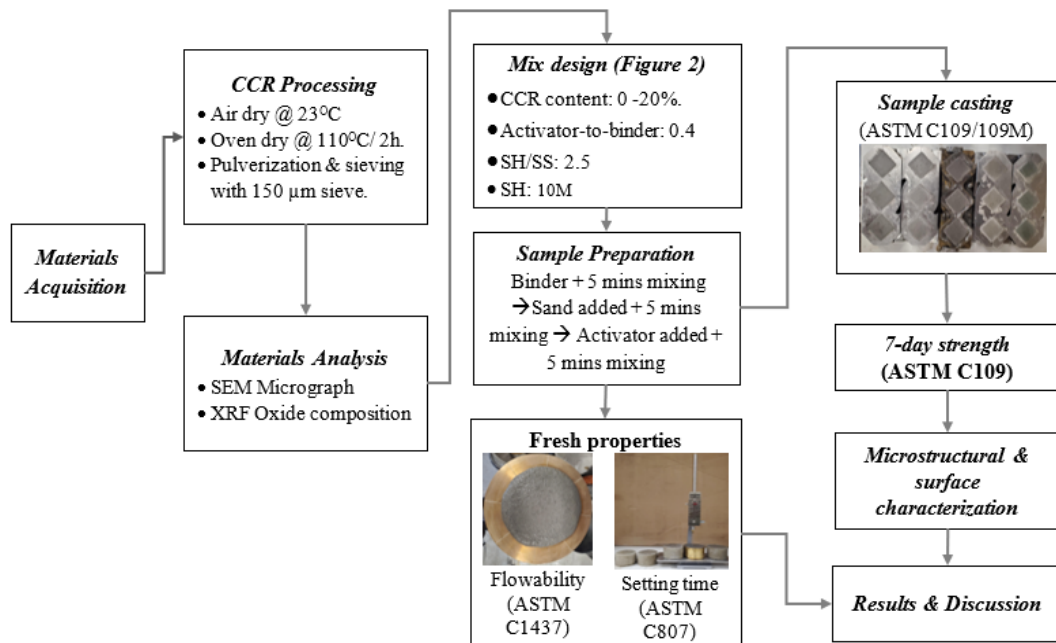 Materials
Acquisition
CCR Processing
• Air dry @ 23⁰C
• Oven dry @ 110⁰C/ 2h.
• Pulverization & sieving
with 150 µm sieve.
Materials Analysis
• SEM Micrograph
• XRF Oxide composition
Mix design (Figure 2)
●CCR content: 0 -20%.
●Activator-to-binder: 0.4
●SH/SS: 2.5
●SH: 10M
Sample Preparation
Binder + 5 mins mixing
→Sand added + 5 mins
mixing → Activator added +
5 mins mixing
Fresh properties
Flowability
(ASTM
C1437)
Setting time
(ASTM
C807)
Sample casting
(ASTM C109/109M)
7-day strength
(ASTM C109)
Microstructural &
surface
characterization
Results & Discussion